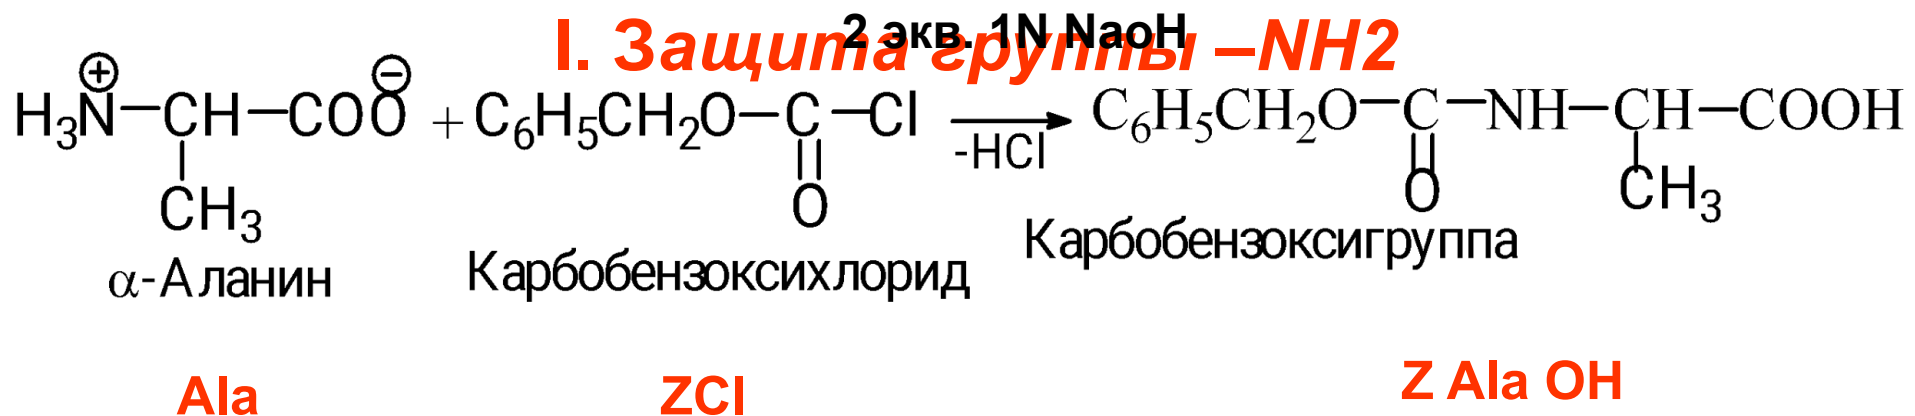 I. Защита группы –NH2
2 экв. 1N NaoH
H3N⊕–CH–COO⊖ + C6H5CH2O–C–Cl -HCl C6H5CH2O–C–NH–CH–COOH
CH3 O O CH3
α-Аланин Карбобензоксихлорид Карбобензоксигруппа
Ala ZCl Z Ala OH